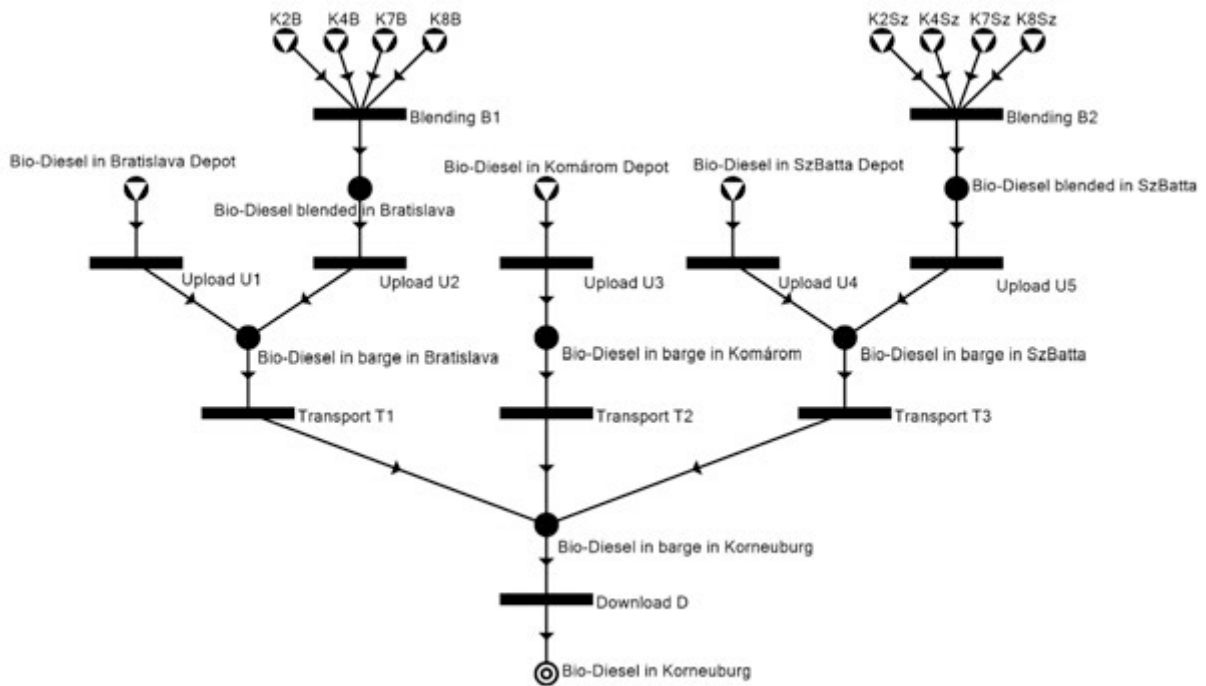 K2B K4B K7B K8B
K2Sz K4Sz K7Sz K8Sz
Blending B1
Blending B2
Bio-Diesel in Bratislava Depot
Bio-Diesel in Komárom Depot
Bio-Diesel in SzBatta Depot
Bio-Diesel blended in SzBatta
Bio-Diesel blended in Bratislava
Upload U1
Upload U2
Upload U3
Upload U4
Upload U5
Bio-Diesel in barge in Bratislava
Bio-Diesel in barge in Komárom
Bio-Diesel in barge in SzBatta
Transport T1
Transport T2
Transport T3
Bio-Diesel in barge in Korneuburg
Download D
Bio-Diesel in Korneuburg